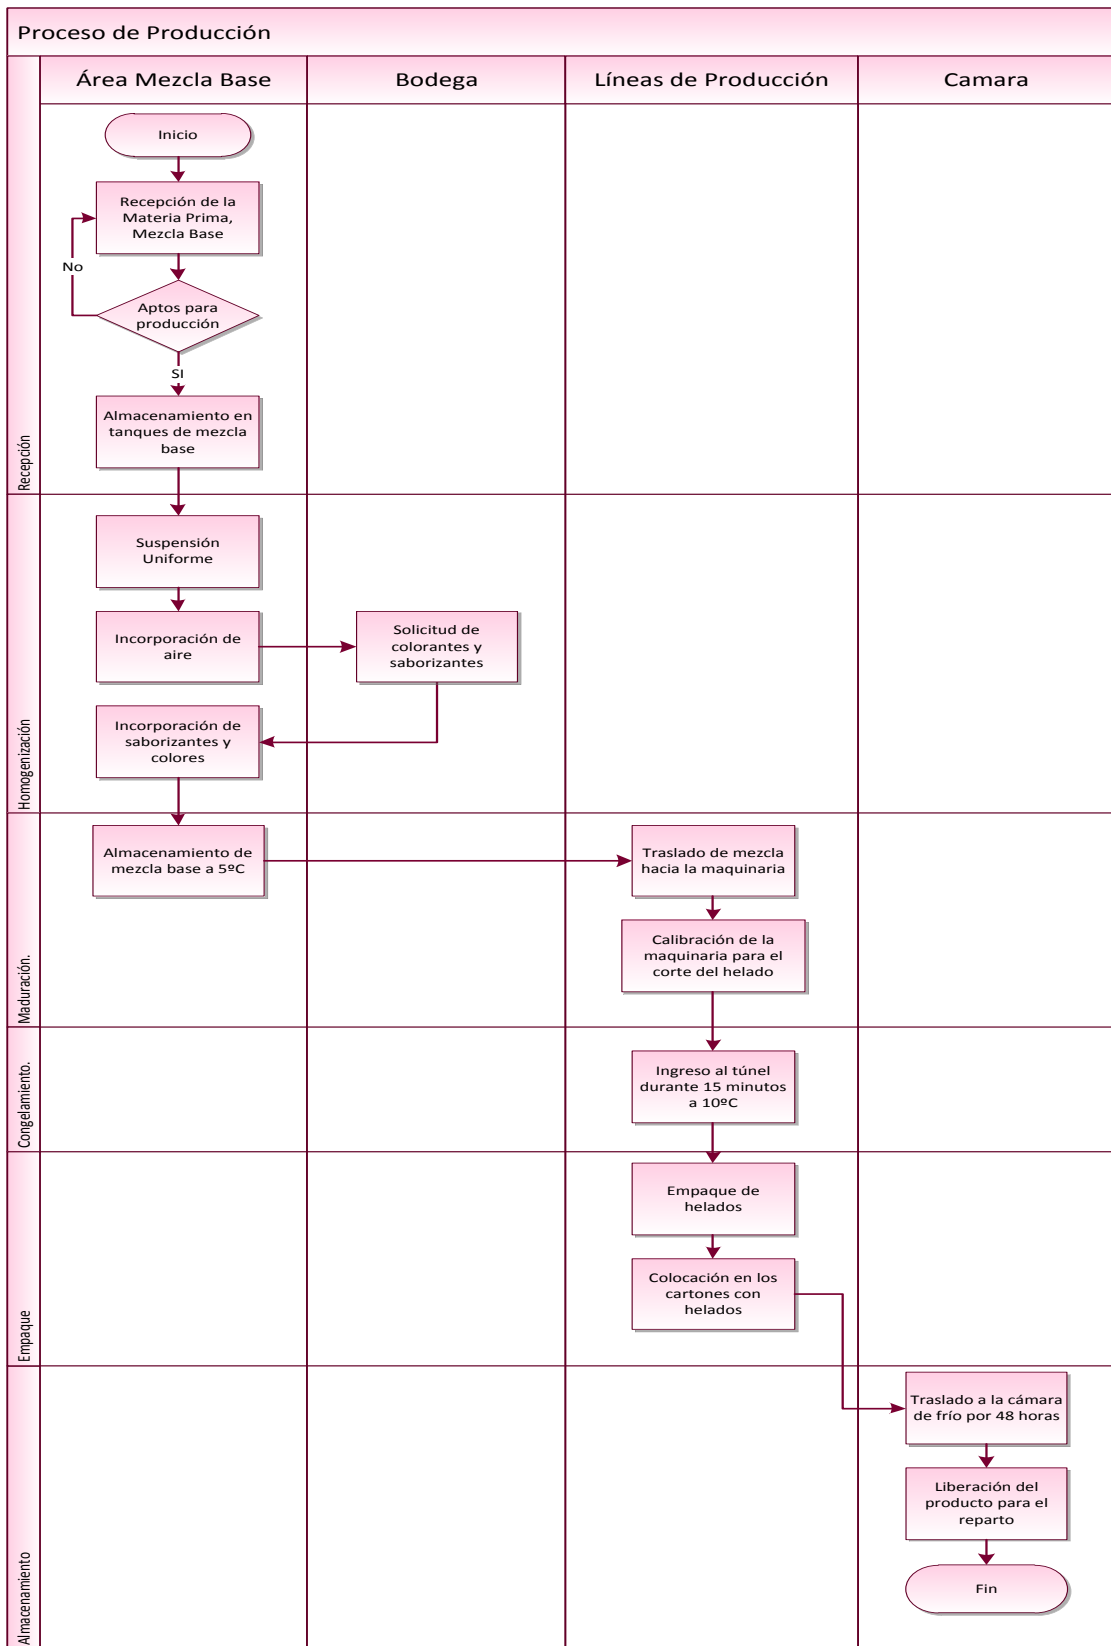 Proceso de Producción
Área Mezcla Base
Bodega
Líneas de Producción
Camara
Recepción
Inicio
Recepción de la
Materia Prima,
Mezcla Base
No
Aptos para
producción
SI
Almacenamiento en
tanques de mezcla
base
Homogenización
Suspensión
Uniforme
Incorporación de
aire
Solicitud de
colorantes y
saborizantes
Incorporación de
saborizantes y
colores
Maduración.
Almacenamiento de
mezcla base a 5ºC
Traslado de mezcla
hacia la maquinaria
Calibración de la
maquinaria para el
corte del helado
Congelamiento.
Ingreso al túnel
durante 15 minutos
a 10ºC
Empaque
Empaque de
helados
Colocación en los
cartones con
helados
Almacenamiento
Traslado a la cámara
de frío por 48 horas
Liberación del
producto para el
reparto
Fin